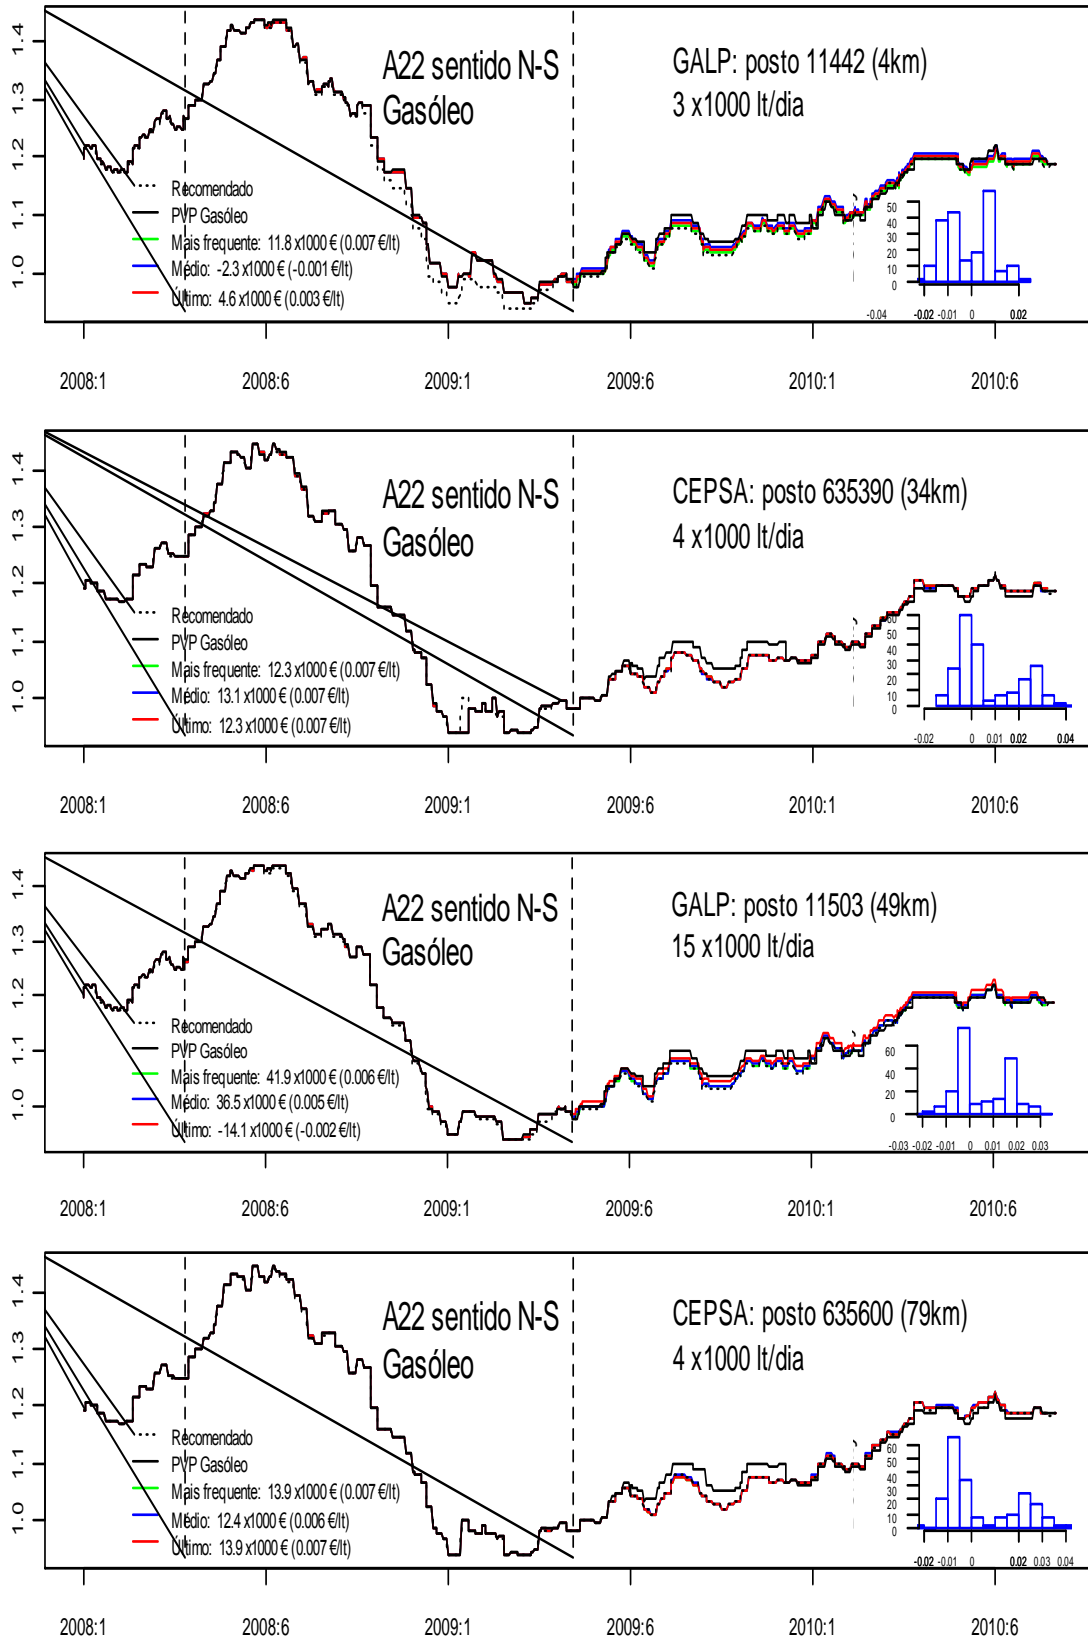 1.4
1.3
1.2
1.1
1.0
A22 sentido N-S
Gasóleo
GALP: posto 11442 (4km)
3 x1000 lt/dia
Recomendado
PVP Gasóleo
Mais frequente: 11.8 x1000 € (0.007 €/lt)
Médio: -2.3 x1000 € (-0.001 €/lt)
Último: 4.6 x1000 € (0.003 €/lt)
50
40
30
20
10
0
-0.04 -0.02 -0.01 0 0.02
2008:1 2008:6 2009:1 2009:6 2010:1 2010:6
1.4
1.3
1.2
1.1
1.0
A22 sentido N-S
Gasóleo
CEPSA: posto 635390 (34km)
4 x1000 lt/dia
Recomendado
PVP Gasóleo
Mais frequente: 12.3 x1000 € (0.007 €/lt)
Médio: 13.1 x1000 € (0.007 €/lt)
Último: 12.3 x1000 € (0.007 €/lt)
60
50
40
30
20
10
0
-0.02 0 0.01 0.02 0.04
2008:1 2008:6 2009:1 2009:6 2010:1 2010:6
1.4
1.3
1.2
1.1
1.0
A22 sentido N-S
Gasóleo
GALP: posto 11503 (49km)
15 x1000 lt/dia
Recomendado
PVP Gasóleo
Mais frequente: 41.9 x1000 € (0.006 €/lt)
Médio: 36.5 x1000 € (0.005 €/lt)
Último: -14.1 x1000 € (-0.002 €/lt)
60
40
20
0
-0.03 -0.02 -0.01 0 0.01 0.02 0.03
2008:1 2008:6 2009:1 2009:6 2010:1 2010:6
1.4
1.3
1.2
1.1
1.0
A22 sentido N-S
Gasóleo
CEPSA: posto 635600 (79km)
4 x1000 lt/dia
Recomendado
PVP Gasóleo
Mais frequente: 13.9 x1000 € (0.007 €/lt)
Médio: 12.4 x1000 € (0.006 €/lt)
Último: 13.9 x1000 € (0.007 €/lt)
60
50
40
30
20
10
0
-0.02 -0.01 0 0.02 0.03 0.04
2008:1 2008:6 2009:1 2009:6 2010:1 2010:6